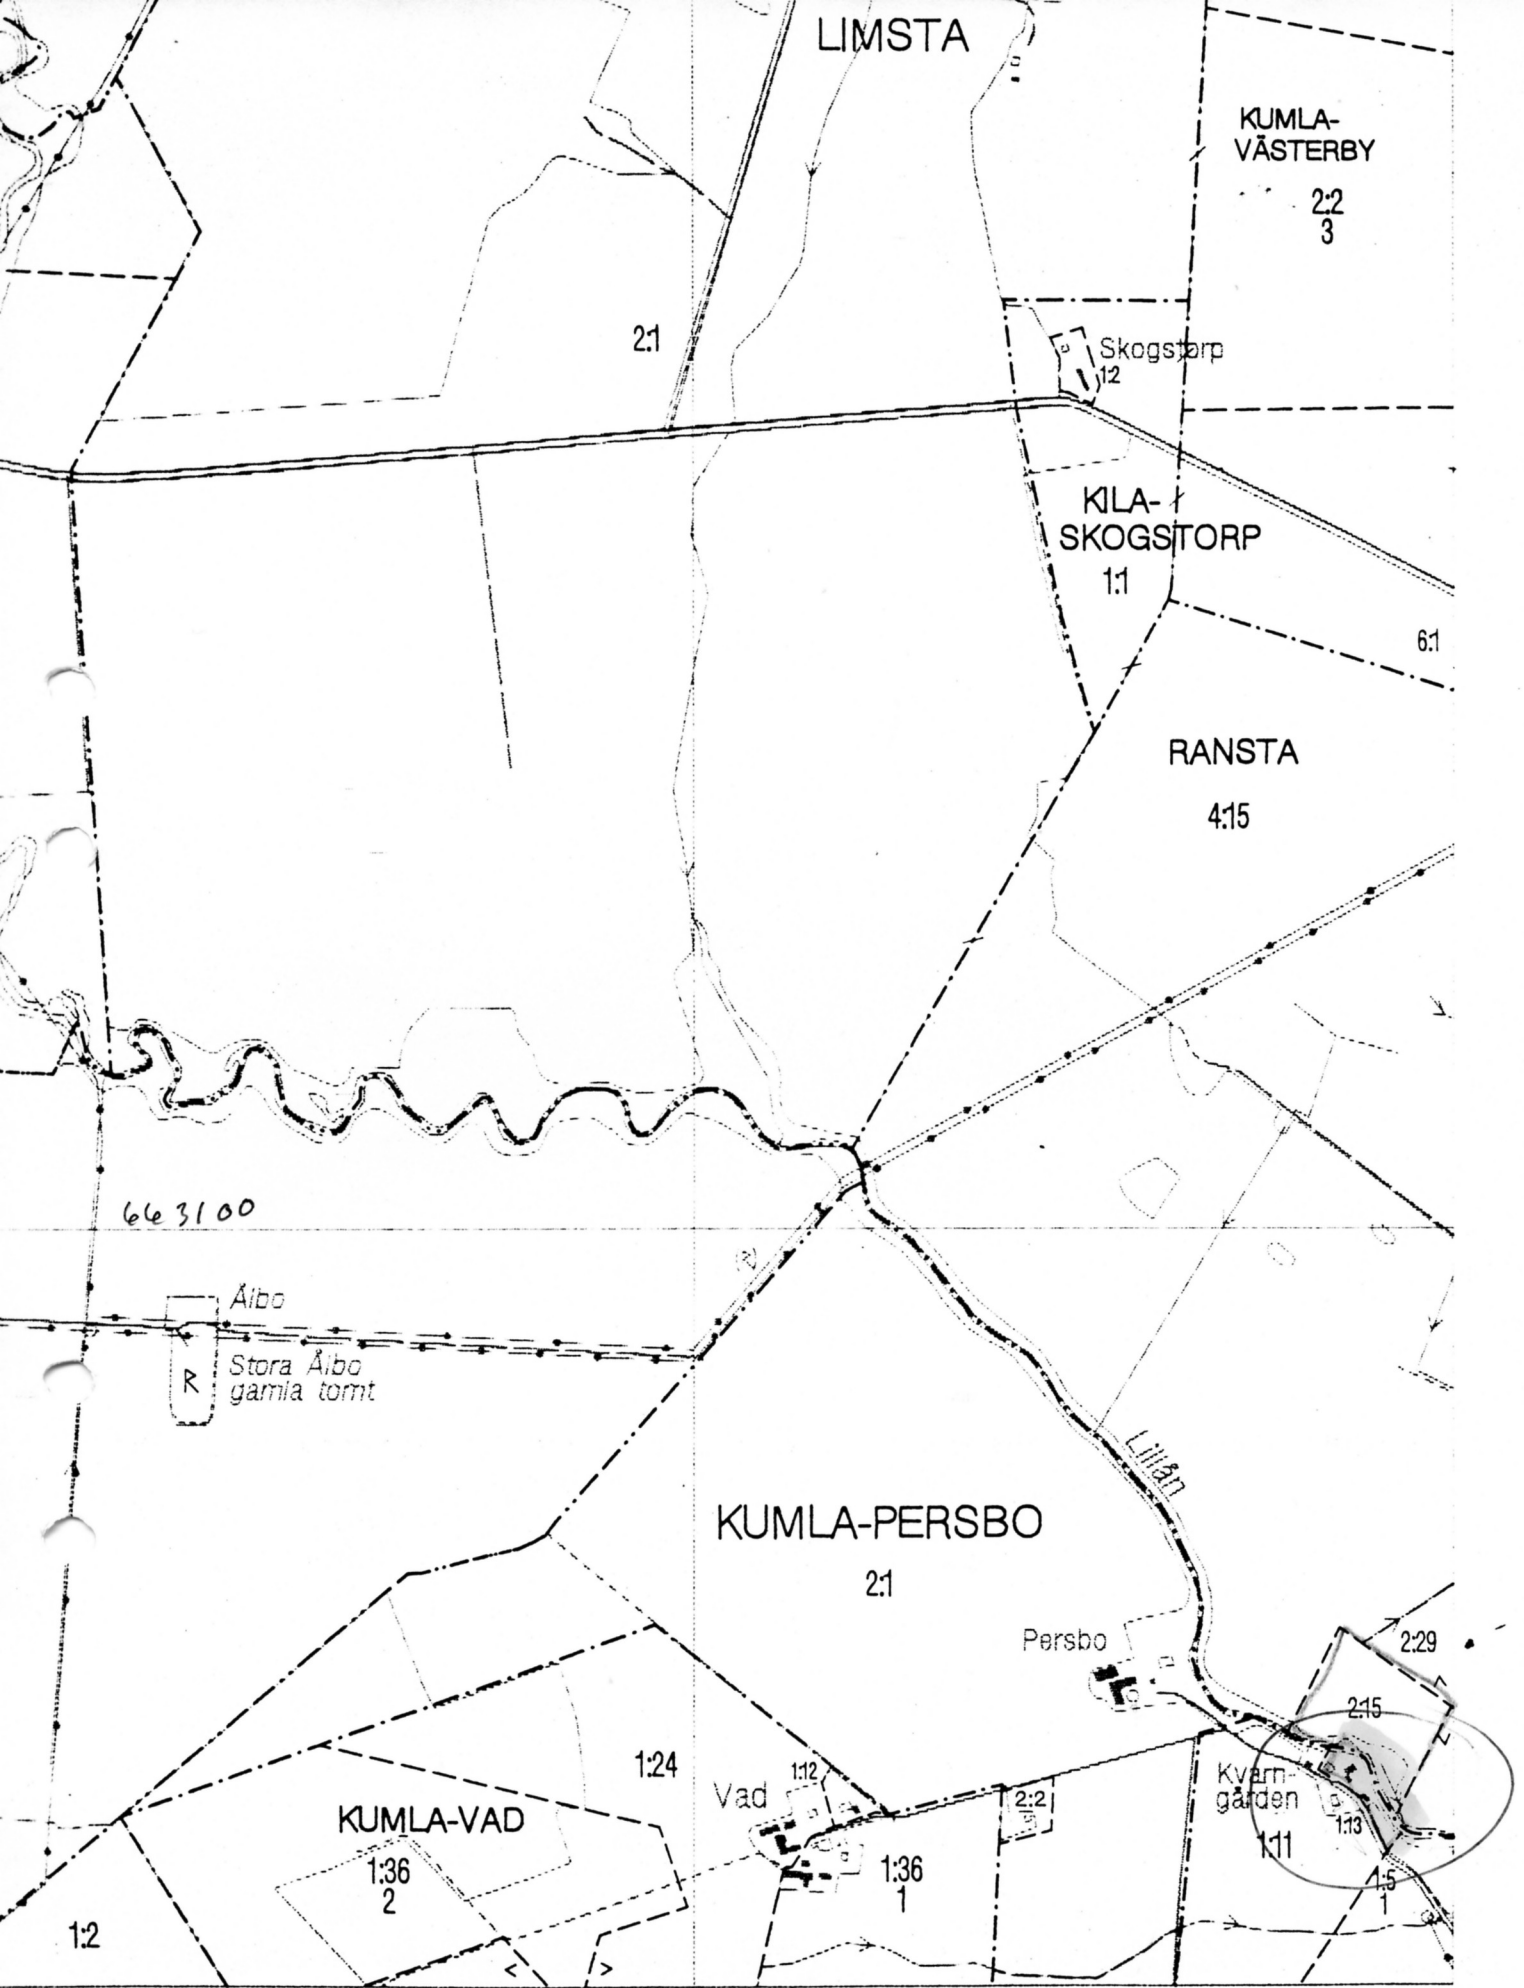 LIMSTA
KUMLA-
VÄSTERBY
2:2
3
2:1
Skogstorp
1:2
KILA-
SKOGSTORP
1:1
6:1
RANSTA
4:15
663100
Ålbo
Stora Ålbo
gamla tomt
R
R
Lillån
KUMLA-PERSBO
2:1
Persbo
2:29
2:15
1:24
1:12
Vad
2:2
Kvarn-
gården
1:13
1:11
KUMLA-VAD
1:36
2
1:36
1
1:5
1
1:2